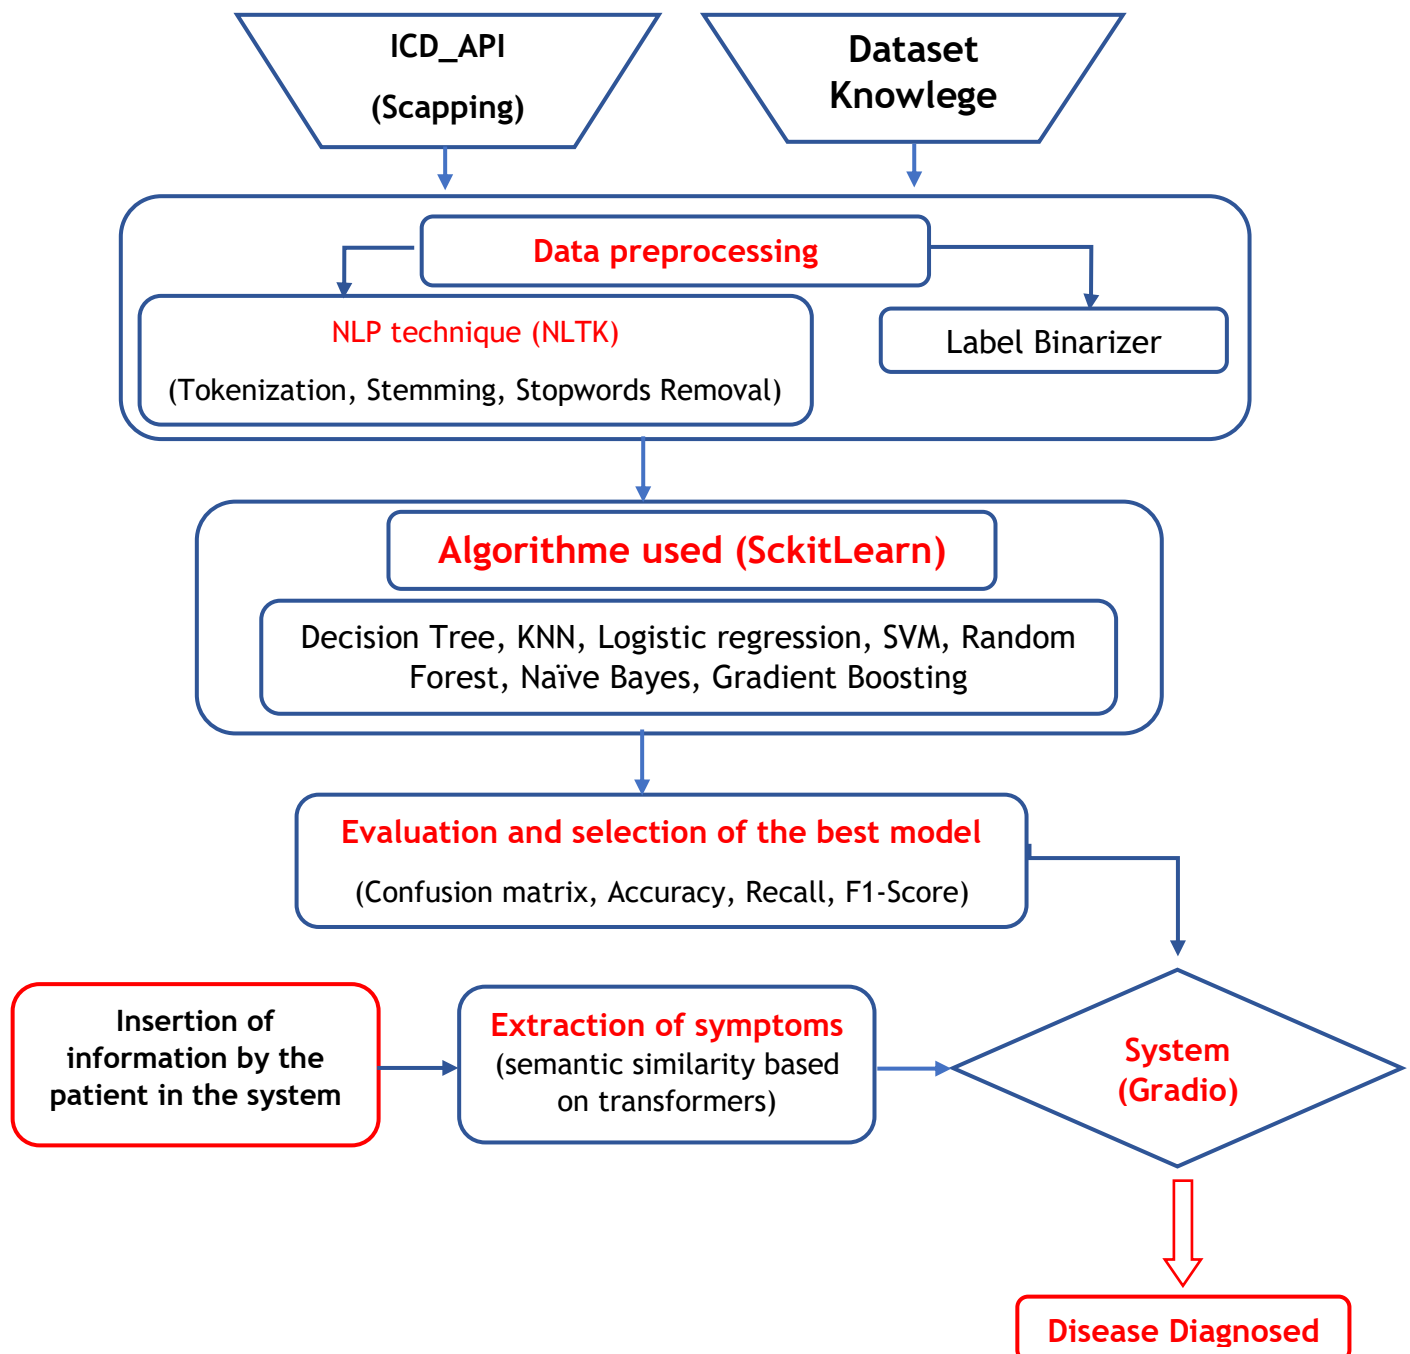 ICD_API
(Scapping)
Dataset
Knowlege
Data preprocessing
NLP technique (NLTK)
(Tokenization, Stemming, Stopwords Removal)
Label Binarizer
Algorithme used (SckitLearn)
Decision Tree, KNN, Logistic regression, SVM, Random
Forest, Naïve Bayes, Gradient Boosting
Evaluation and selection of the best model
(Confusion matrix, Accuracy, Recall, F1-Score)
Insertion of
information by the
patient in the system
Extraction of symptoms
(semantic similarity based
on transformers)
System
(Gradio)
Disease Diagnosed